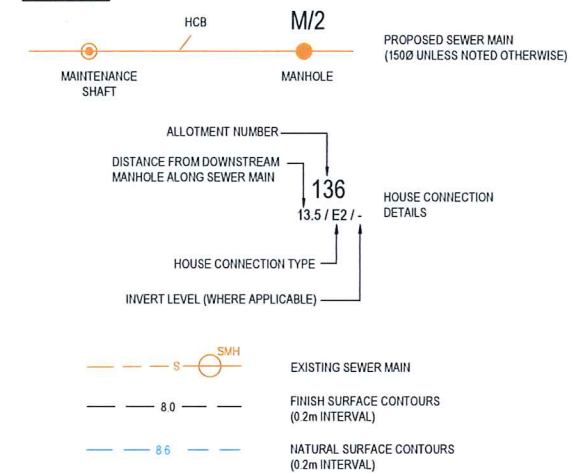 HCB
M/2
PROPOSED SEWER MAIN
(150Ø UNLESS NOTED OTHERWISE)
MAINTENANCE
SHAFT
MANHOLE
ALLOTMENT NUMBER
DISTANCE FROM DOWNSTREAM
MANHOLE ALONG SEWER MAIN
136
13.5 / E2 / -
HOUSE CONNECTION
DETAILS
HOUSE CONNECTION TYPE
INVERT LEVEL (WHERE APPLICABLE)
SMH
S
EXISTING SEWER MAIN
8.0
FINISH SURFACE CONTOURS
(0.2m INTERVAL)
8.6
NATURAL SURFACE CONTOURS
(0.2m INTERVAL)